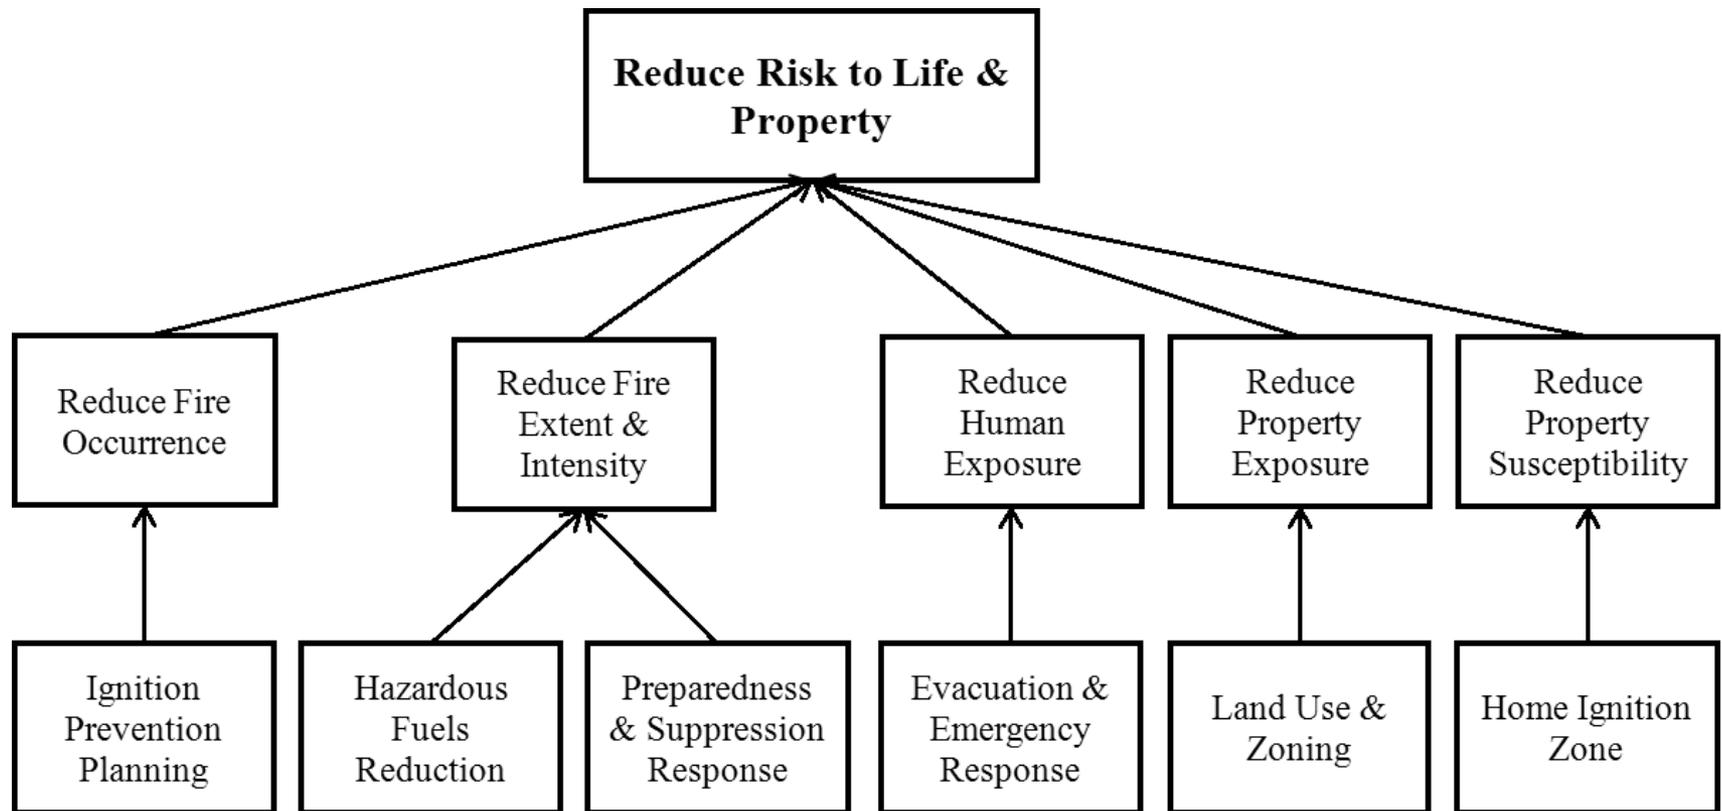 Reduce Risk to Life &
Property
Reduce Fire
Occurrence
Reduce Fire
Extent &
Intensity
Reduce
Human
Exposure
Reduce
Property
Exposure
Reduce
Property
Susceptibility
Ignition
Prevention
Planning
Hazardous
Fuels
Reduction
Preparedness
& Suppression
Response
Evacuation &
Emergency
Response
Land Use &
Zoning
Home Ignition
Zone